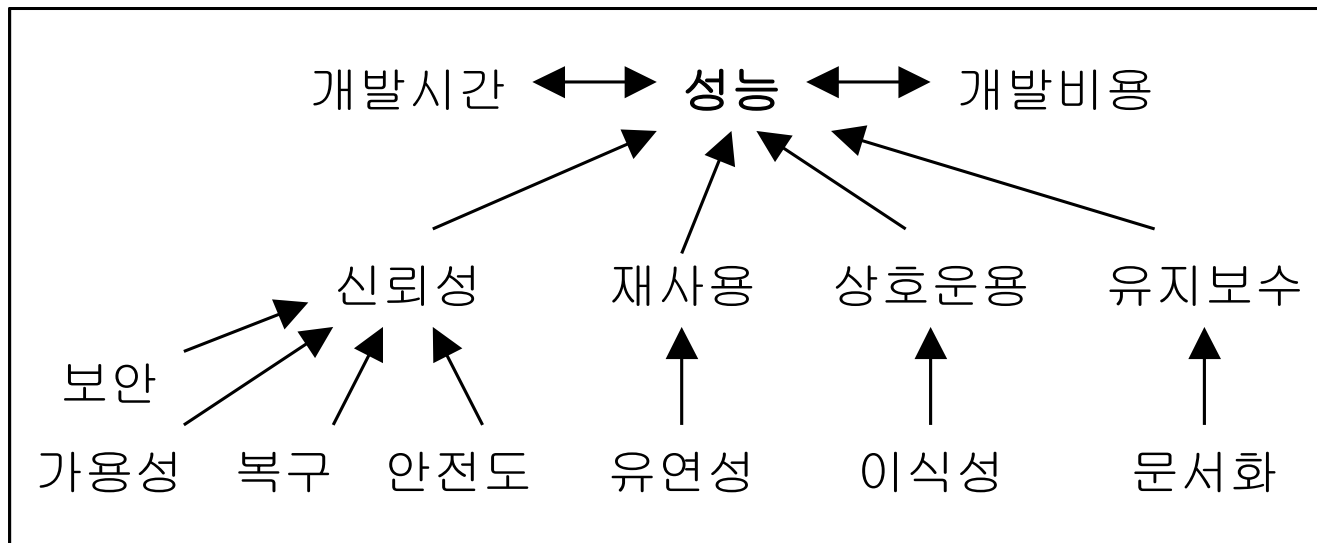 개발시간 성능 개발비용
신뢰성 재사용 상호운용 유지보수
보안
가용성 복구 안전도 유연성 이식성 문서화